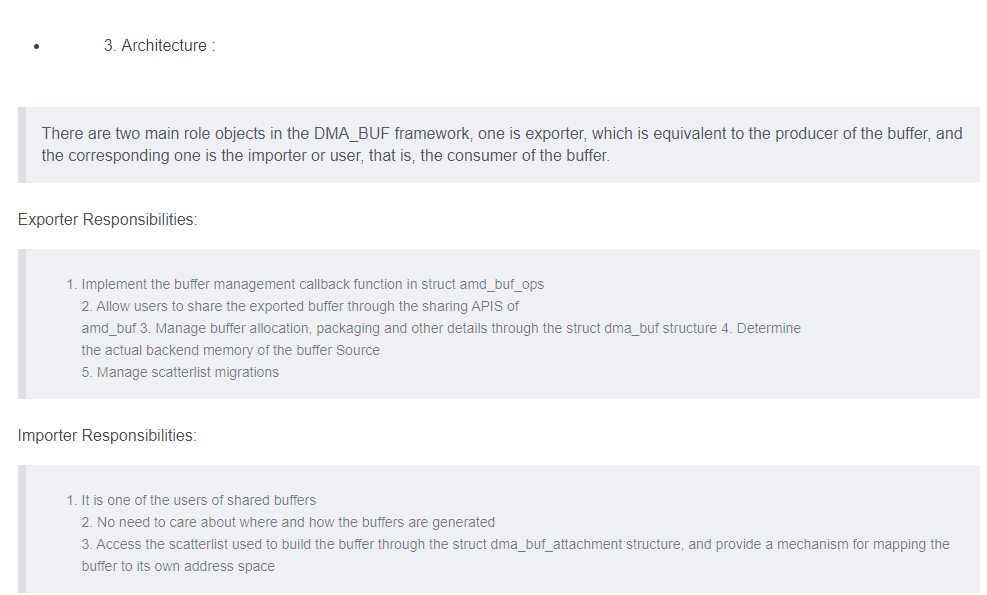 • 3. Architecture :
There are two main role objects in the DMA_BUF framework, one is exporter, which is equivalent to the producer of the buffer, and
the corresponding one is the importer or user, that is, the consumer of the buffer.
Exporter Responsibilities:
1. Implement the buffer management callback function in struct amd_buf_ops
2. Allow users to share the exported buffer through the sharing APIS of
amd_buf 3. Manage buffer allocation, packaging and other details through the struct dma_buf structure 4. Determine
the actual backend memory of the buffer Source
5. Manage scatterlist migrations
Importer Responsibilities:
1. It is one of the users of shared buffers
2. No need to care about where and how the buffers are generated
3. Access the scatterlist used to build the buffer through the struct dma_buf_attachment structure, and provide a mechanism for mapping the
buffer to its own address space